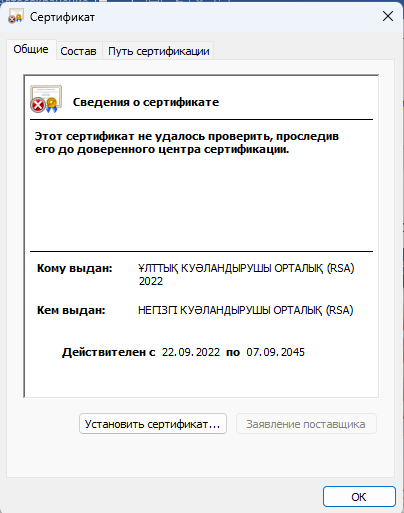 Сертификат
Общие Состав Путь сертификации
Сведения о сертификате
Этот сертификат не удалось проверить, проследив
его до доверенного центра сертификации.
Кому выдан: ҰЛТТЫҚ КУӘЛАНДЫРУШЫ ОРТАЛЫҚ (RSA)
2022
Кем выдан: НЕГІЗГІ КУӘЛАНДЫРУШЫ ОРТАЛЫҚ (RSA)
Действителен с 22.09.2022 по 07.09.2045
Установить сертификат... Заявление поставщика
ОК